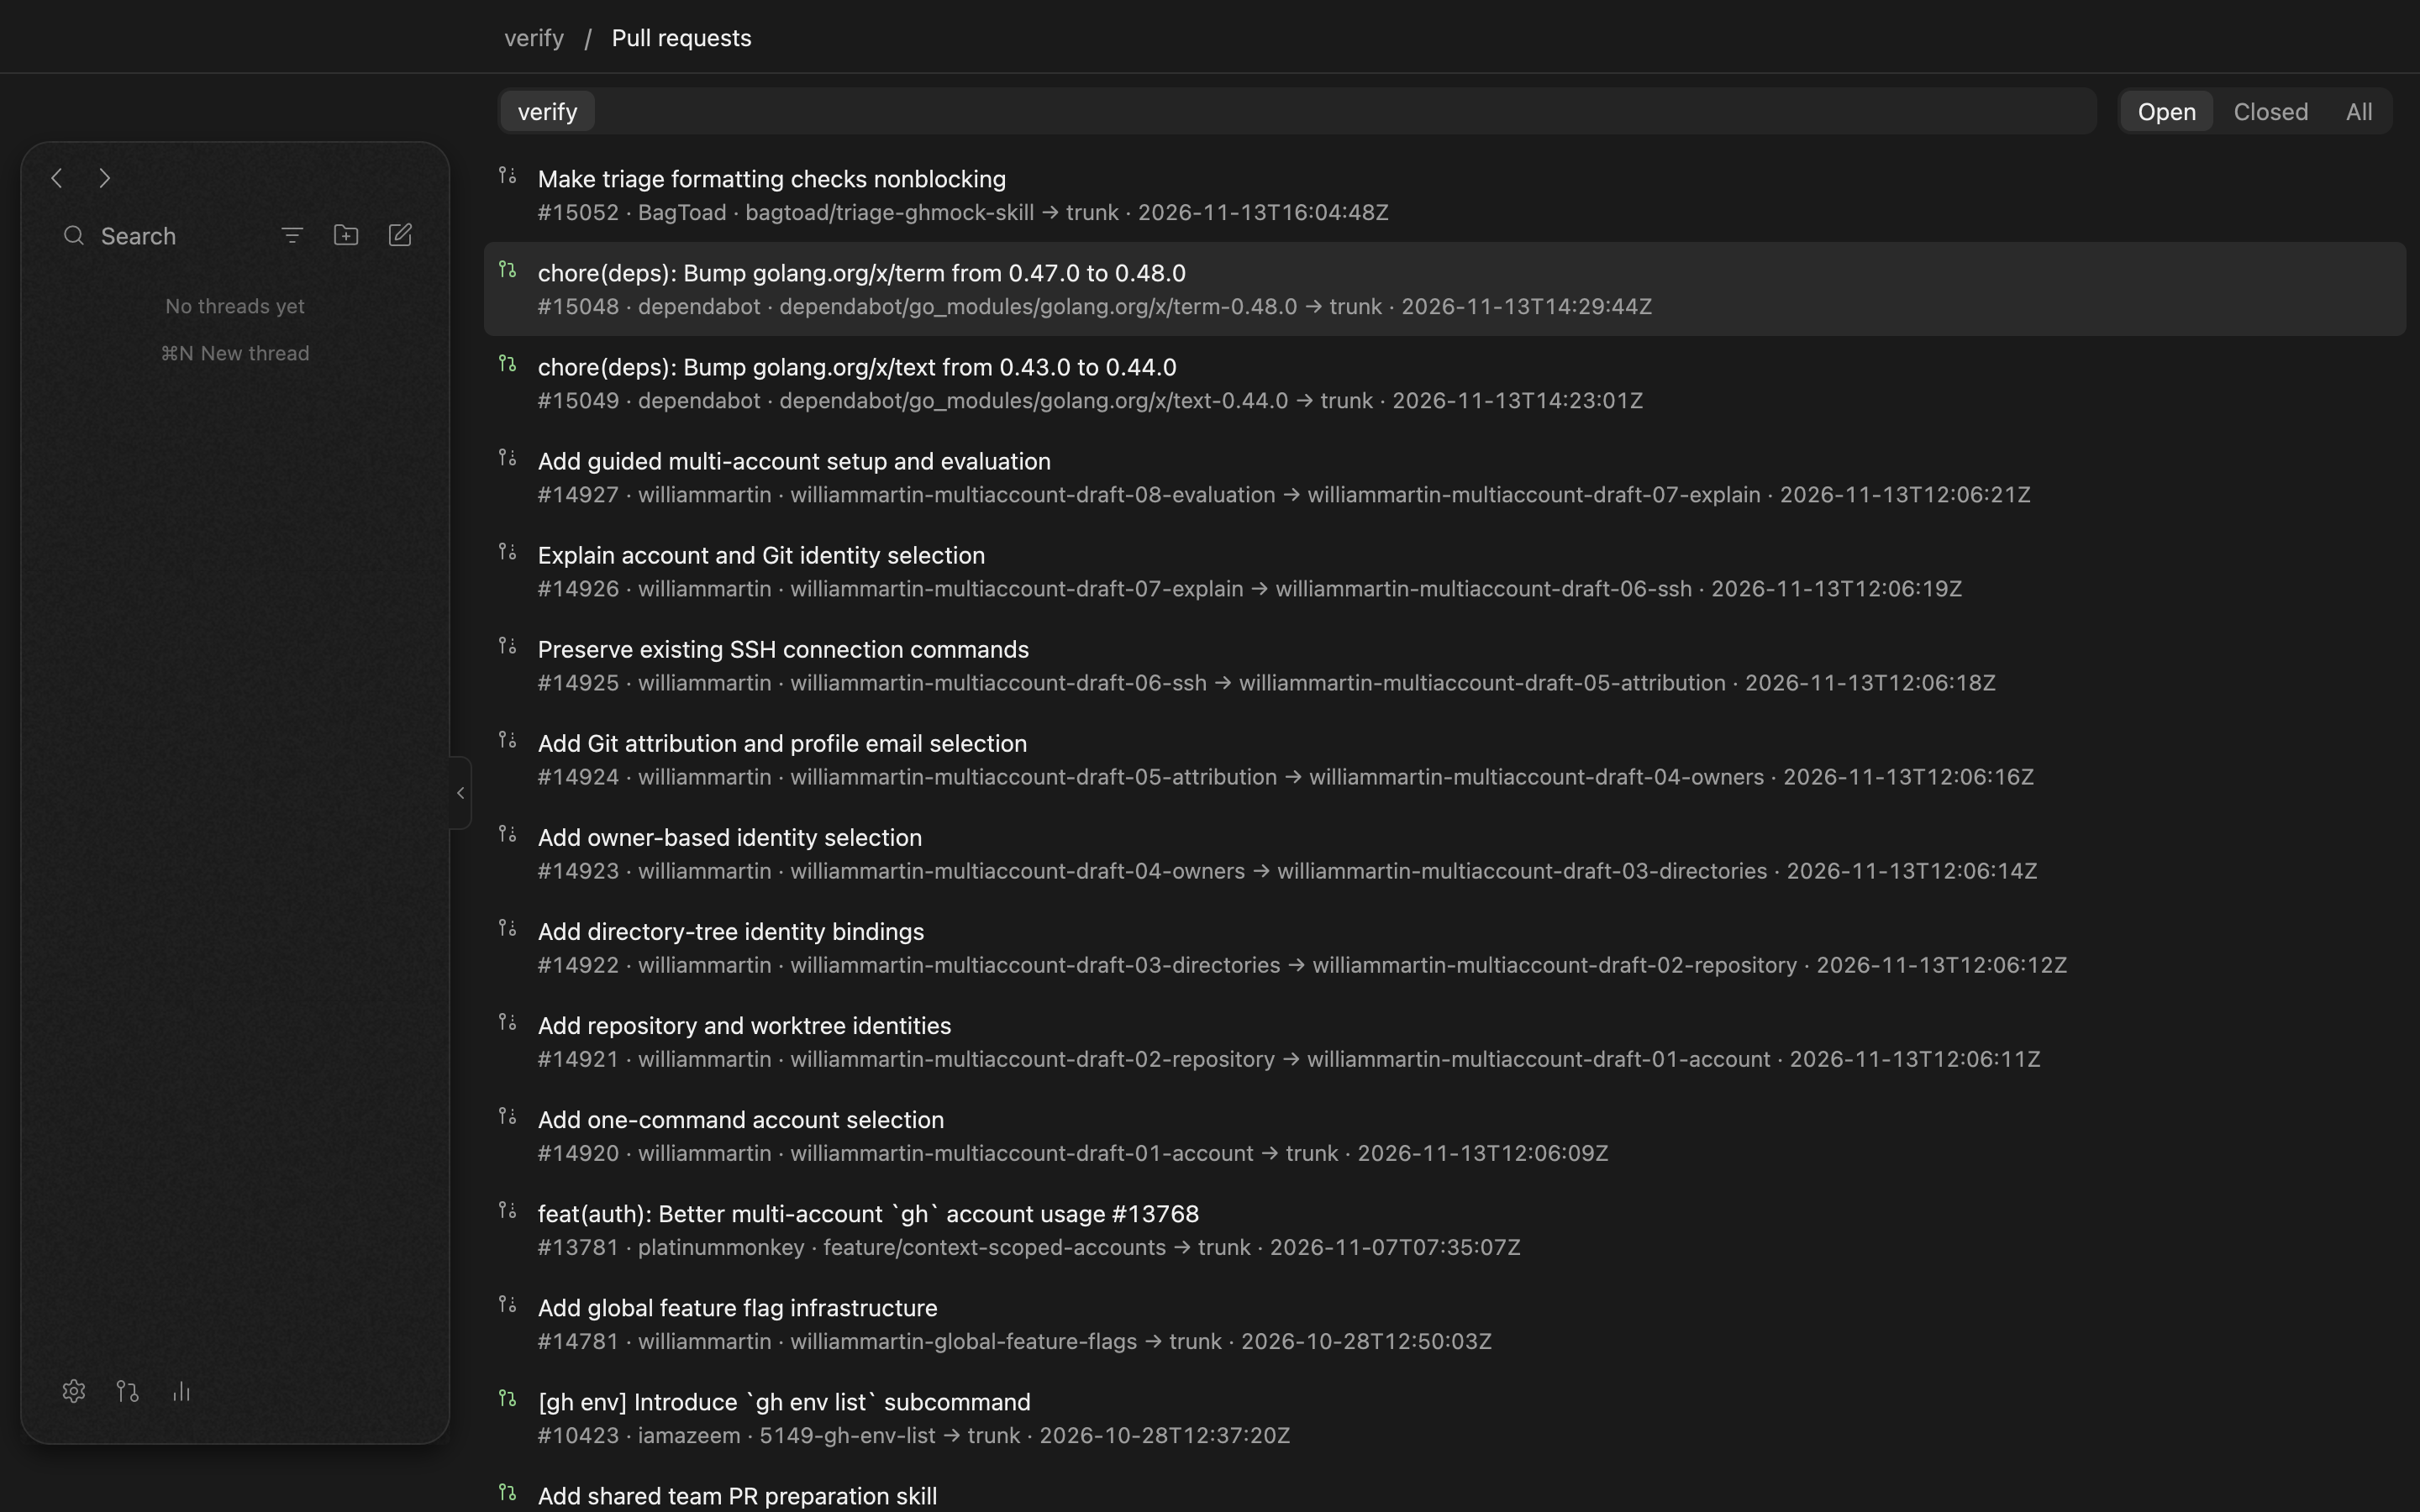 verify / Pull requests
verify
Open Closed All
Search
No threads yet
⌘N New thread
Make triage formatting checks nonblocking
#15052 · BagToad · bagtoad/triage-ghmock-skill → trunk · 2026-11-13T16:04:48Z
chore(deps): Bump golang.org/x/term from 0.47.0 to 0.48.0
#15048 · dependabot · dependabot/go_modules/golang.org/x/term-0.48.0 → trunk · 2026-11-13T14:29:44Z
chore(deps): Bump golang.org/x/text from 0.43.0 to 0.44.0
#15049 · dependabot · dependabot/go_modules/golang.org/x/text-0.44.0 → trunk · 2026-11-13T14:23:01Z
Add guided multi-account setup and evaluation
#14927 · williammartin · williammartin-multiaccount-draft-08-evaluation → williammartin-multiaccount-draft-07-explain · 2026-11-13T12:06:21Z
Explain account and Git identity selection
#14926 · williammartin · williammartin-multiaccount-draft-07-explain → williammartin-multiaccount-draft-06-ssh · 2026-11-13T12:06:19Z
Preserve existing SSH connection commands
#14925 · williammartin · williammartin-multiaccount-draft-06-ssh → williammartin-multiaccount-draft-05-attribution · 2026-11-13T12:06:18Z
Add Git attribution and profile email selection
#14924 · williammartin · williammartin-multiaccount-draft-05-attribution → williammartin-multiaccount-draft-04-owners · 2026-11-13T12:06:16Z
Add owner-based identity selection
#14923 · williammartin · williammartin-multiaccount-draft-04-owners → williammartin-multiaccount-draft-03-directories · 2026-11-13T12:06:14Z
Add directory-tree identity bindings
#14922 · williammartin · williammartin-multiaccount-draft-03-directories → williammartin-multiaccount-draft-02-repository · 2026-11-13T12:06:12Z
Add repository and worktree identities
#14921 · williammartin · williammartin-multiaccount-draft-02-repository → williammartin-multiaccount-draft-01-account · 2026-11-13T12:06:11Z
Add one-command account selection
#14920 · williammartin · williammartin-multiaccount-draft-01-account → trunk · 2026-11-13T12:06:09Z
feat(auth): Better multi-account `gh` account usage #13768
#13781 · platinummonkey · feature/context-scoped-accounts → trunk · 2026-11-07T07:35:07Z
Add global feature flag infrastructure
#14781 · williammartin · williammartin-global-feature-flags → trunk · 2026-10-28T12:50:03Z
[gh env] Introduce `gh env list` subcommand
#10423 · iamazeem · 5149-gh-env-list → trunk · 2026-10-28T12:37:20Z
Add shared team PR preparation skill